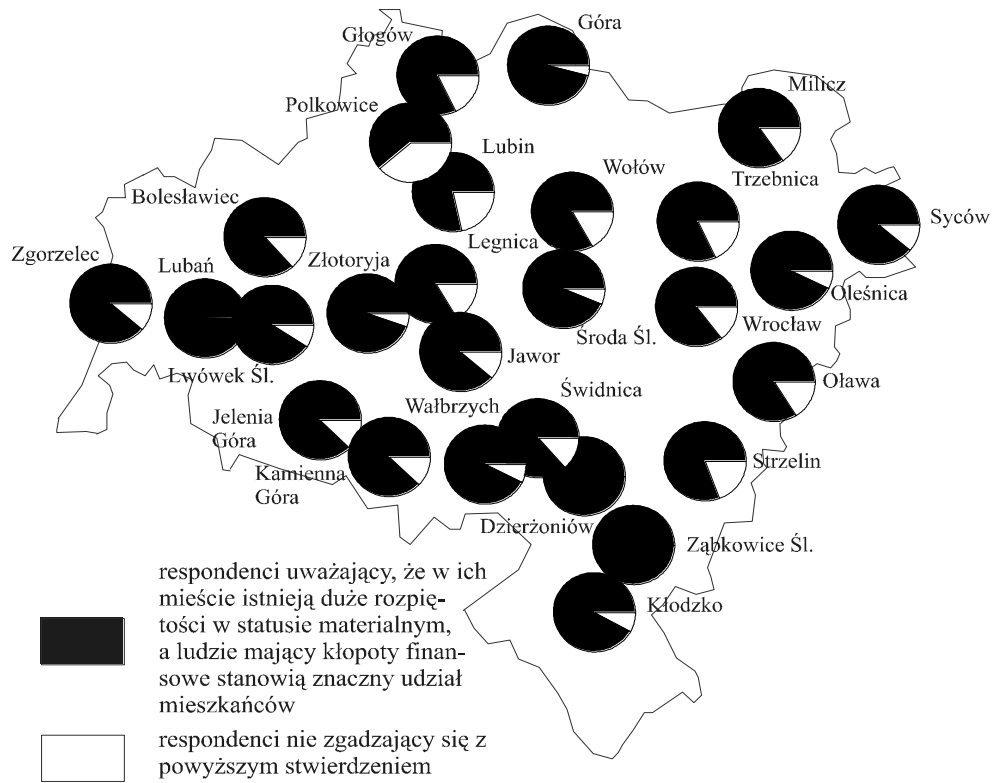 Góra
Głogów
Milicz
Polkowice
Lubin
Wołów
Trzebnica
Bolesławiec
Syców
Legnica
Zgorzelec
Lubań
Złotoryja
Oleśnica
Wrocław
Środa Śl.
Jawor
Lwówek Śl.
Oława
Świdnica
Wałbrzych
Jelenia
Góra
Strzelin
Kamienna
Góra
Dzierżoniów
Ząbkowice Śl.
Kłodzko
respondenci uważający, że w ich
mieście istnieją duże rozpię-
tości w statusie materialnym,
a ludzie mający kłopoty finan-
sowe stanowią znaczny udział
mieszkańców
respondenci nie zgadzający się z
powyższym stwierdzeniem